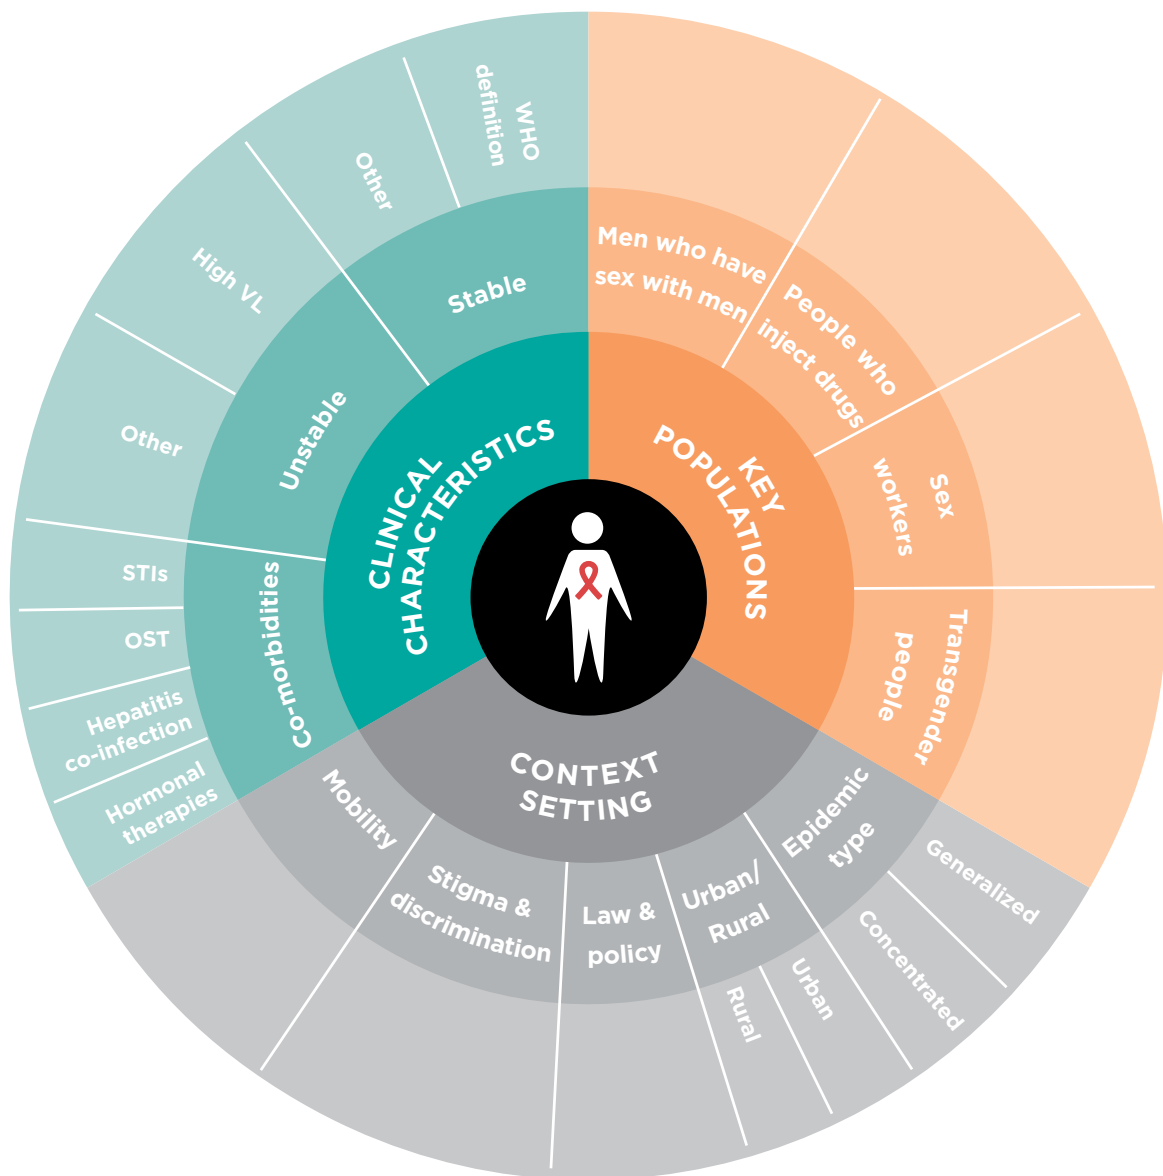 CLINICAL
CHARACTERISTICS
Stable
WHO
definition
Other
Unstable
High VL
Other
Co-morbidities
STIs
OST
Hepatitis
co-infection
Hormonal
therapies
KEY
POPULATIONS
Men who have
sex with men
People who
inject drugs
Sex
workers
Transgender
people
CONTEXT
SETTING
Epidemic
type
Generalized
Concentrated
Urban/
Rural
Urban
Rural
Law &
policy
Stigma &
discrimination
Mobility